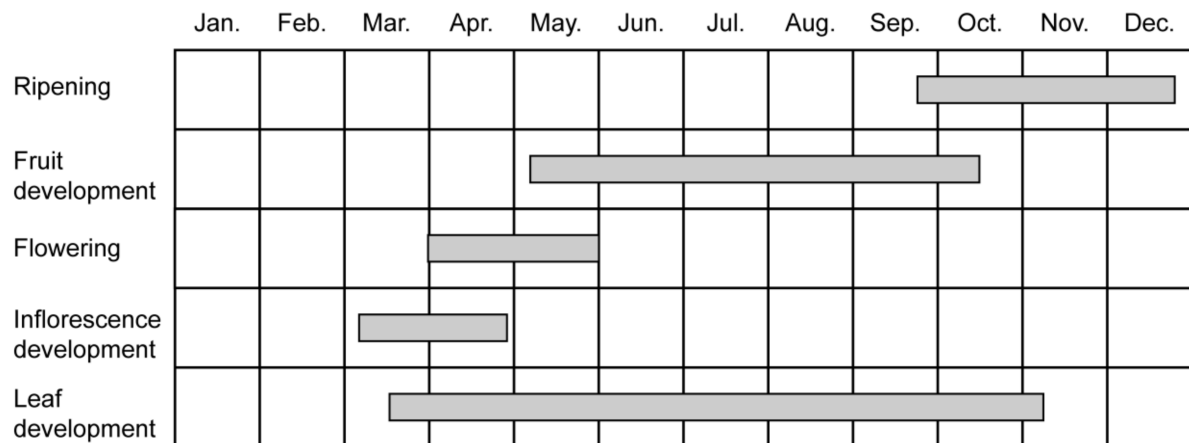 Jan. Feb. Mar. Apr. May. Jun. Jul. Aug. Sep. Oct. Nov. Dec.
Ripening
Fruit
development
Flowering
Inflorescence
development
Leaf
development